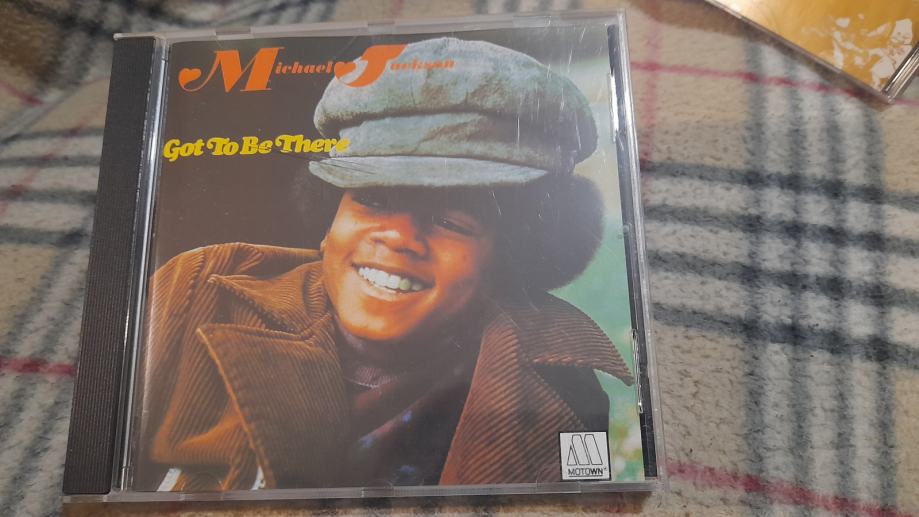 Michael Jackson
Got To Be There
MOTOWN®